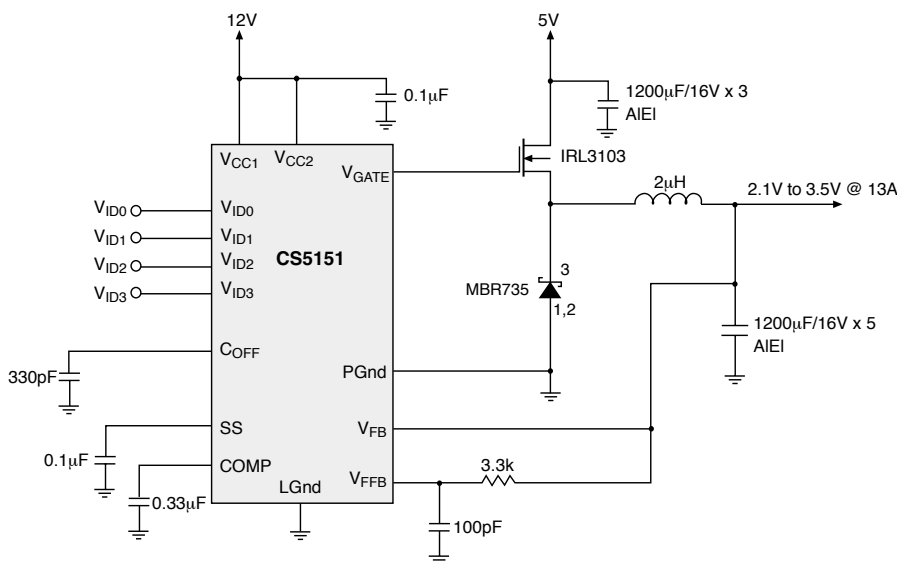 12V
5V
0.1μF
1200μF/16V x 3
AlEl
VCC1
VCC2
IRL3103
VGATE
2μH
2.1V to 3.5V @ 13A
VID0
VID0
VID1
VID1
CS5151
VID2
VID2
VID3
VID3
3
MBR735
1,2
1200μF/16V x 5
AlEl
COFF
330pF
PGnd
SS
VFB
0.1μF
COMP
3.3k
VFFB
0.33μF
LGnd
100pF